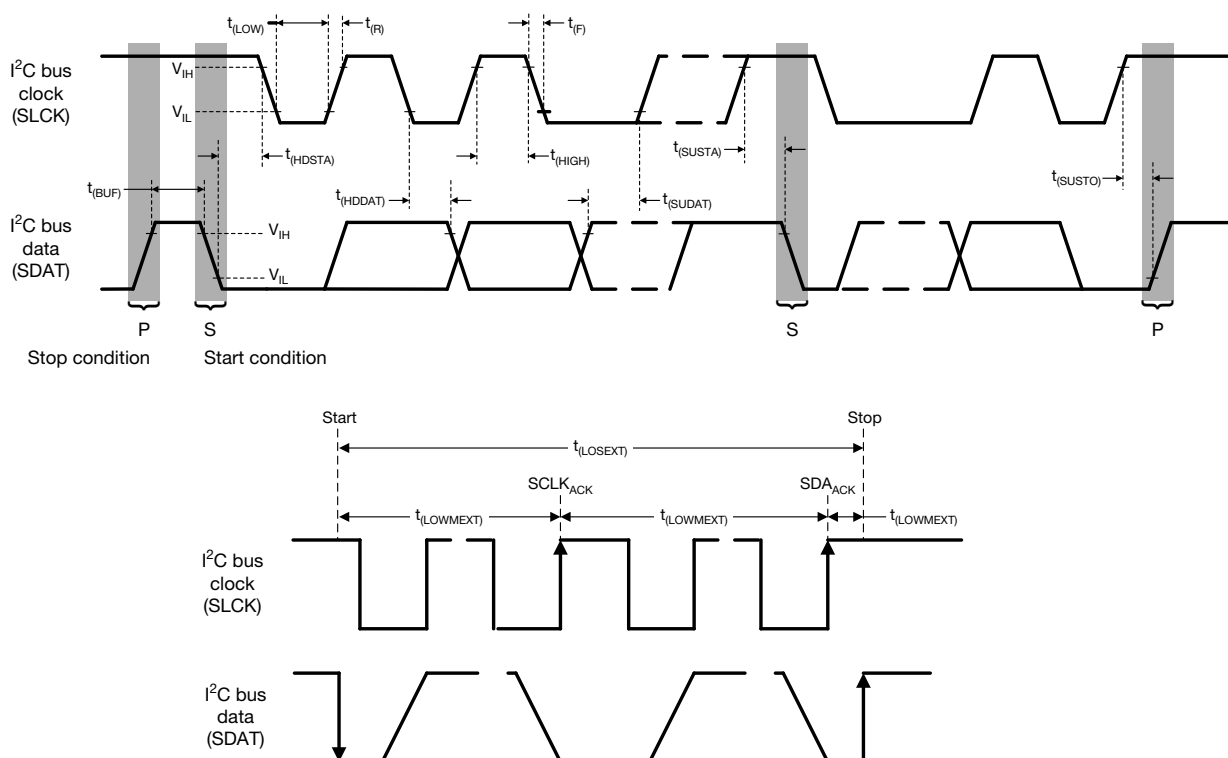 t(LOW)
t(R)
t(F)
I²C bus
clock
(SLCK)
VIH
VIL
t(HDSTA)
t(HIGH)
t(SUSTA)
t(SUSTO)
t(BUF)
t(HDDAT)
t(SUDAT)
I²C bus
data
(SDAT)
VIH
VIL
P
S
S
P
Stop condition
Start condition
Start
Stop
t(LOSEXT)
SCLKACK
SDAACK
t(LOWMEXT)
t(LOWMEXT)
t(LOWMEXT)
I²C bus
clock
(SLCK)
I²C bus
data
(SDAT)